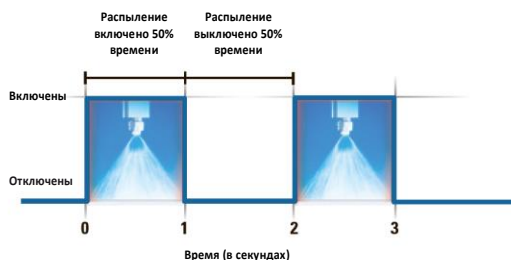 Распыление
включено 50%
времени
Распыление
выключено 50%
времени
Включены
Отключены
0 1 2 3
Время (в секундах)